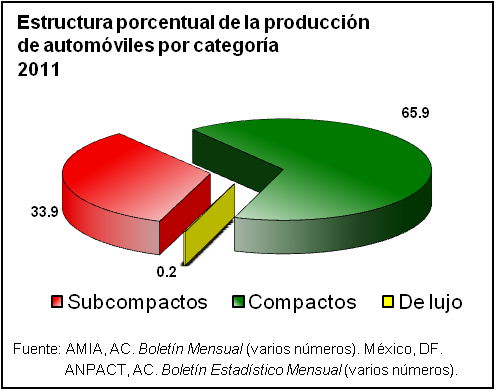 Estructura porcentual de la producción
de automóviles por categoría
2011
65.9
33.9
0.2
Subcompactos Compactos De lujo
Fuente: AMIA, AC. Boletín Mensual (varios números). México, DF.
ANPACT, AC. Boletín Estadístico Mensual (varios números).